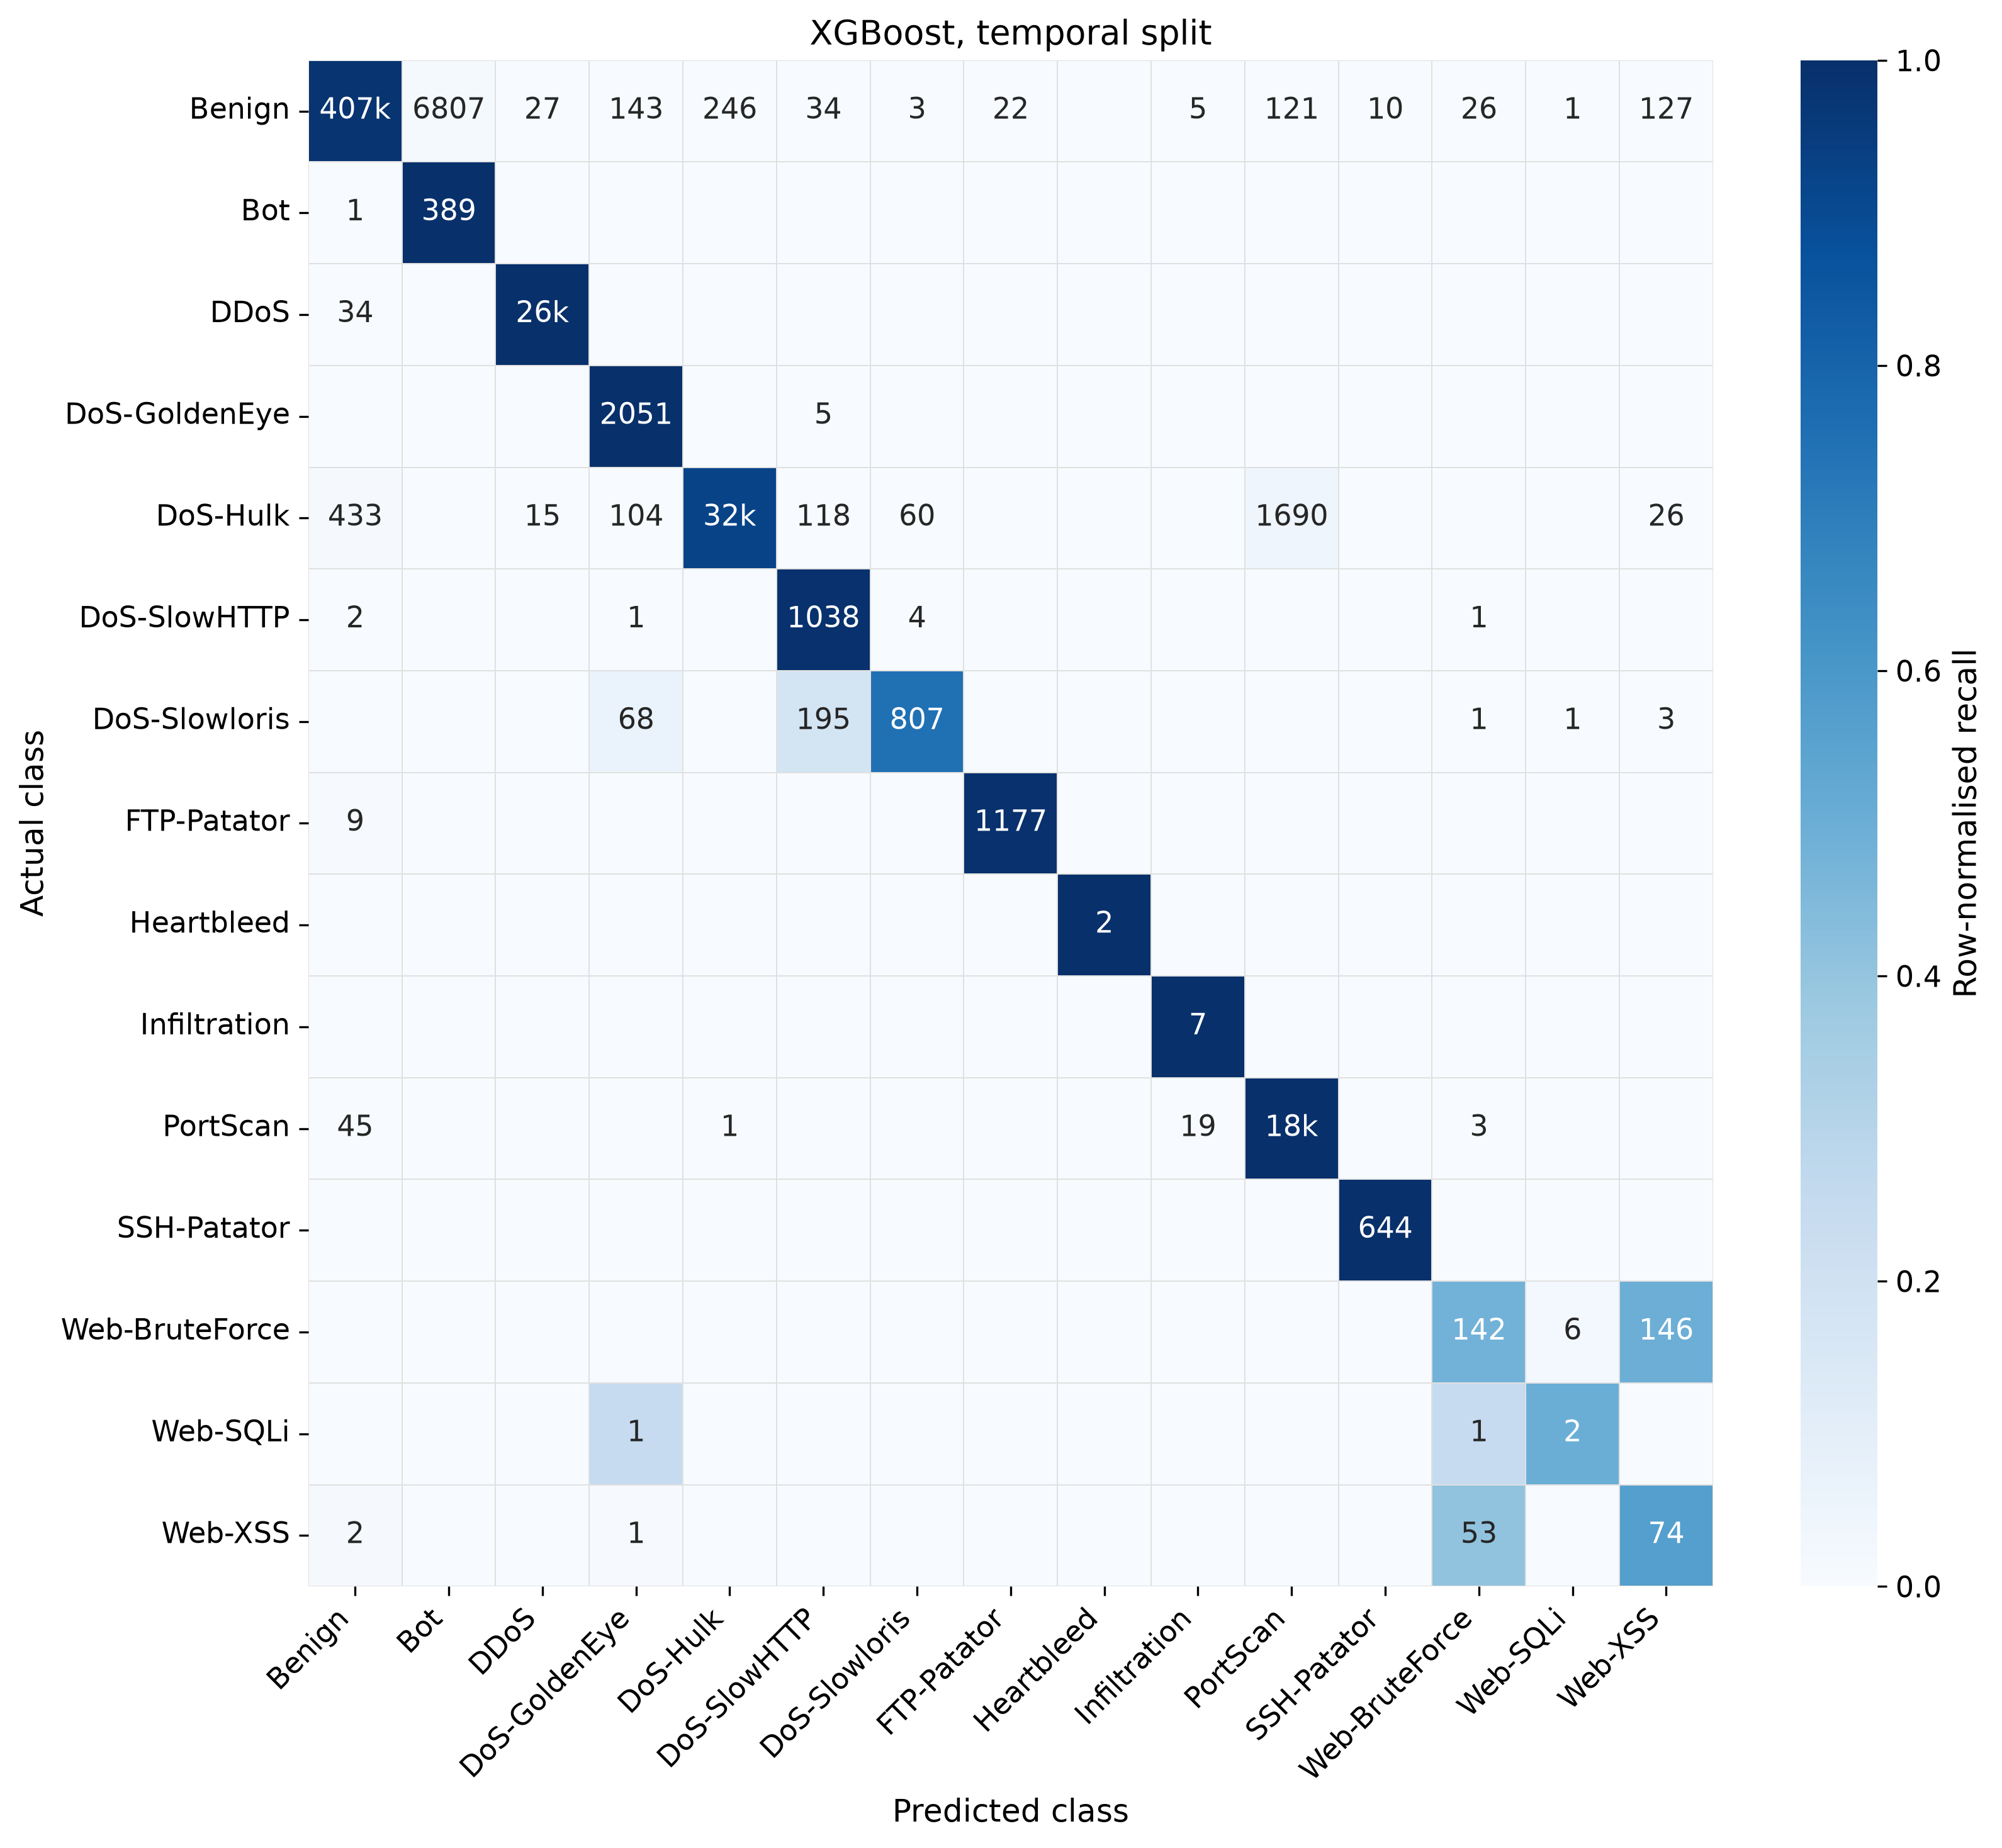 XGBoost, temporal split
Benign 407k 6807 27 143 246 34 3 22 5 121 10 26 1 127
Bot 1 389
DDoS 34 26k
DoS-GoldenEye 2051 5
DoS-Hulk 433 15 104 32k 118 60 1690 26
DoS-SlowHTTP 2 1 1038 4 1
DoS-Slowloris 68 195 807 1 1 3
FTP-Patator 9 1177
Heartbleed 2
Infiltration 7
PortScan 45 1 19 18k 3
SSH-Patator 644
Web-BruteForce 142 6 146
Web-SQLi 1 1 2
Web-XSS 2 1 53 74
Actual class
Benign Bot DDoS DoS-GoldenEye DoS-Hulk DoS-SlowHTTP DoS-Slowloris FTP-Patator Heartbleed Infiltration PortScan SSH-Patator Web-BruteForce Web-SQLi Web-XSS
Predicted class
1.0
0.8
0.6
0.4
0.2
0.0
Row-normalised recall